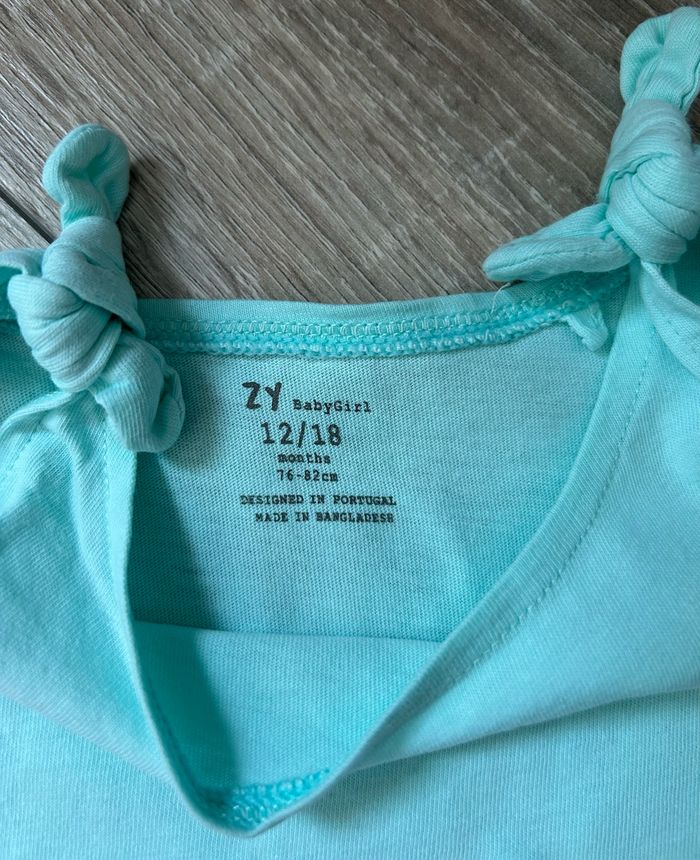 ZY BabyGirl
12/18
months
76-82cm
DESIGNED IN PORTUGAL
MADE IN BANGLADESH